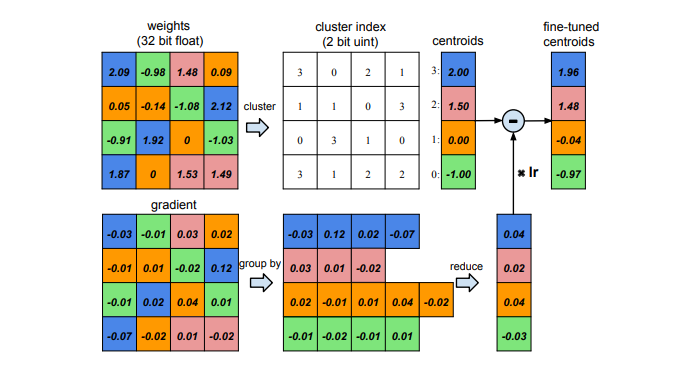 weights
(32 bit float)
cluster index
(2 bit uint)
centroids
fine-tuned
centroids
2.09 -0.98 1.48 0.09
0.05 -0.14 -1.08 2.12
-0.91 1.92 0 -1.03
1.87 0 1.53 1.49
cluster
3 0 2 1
1 1 0 3
0 3 1 0
3 1 2 2
3: 2.00
2: 1.50
1: 0.00
0: -1.00
-
1.96
1.48
-0.04
-0.97
× lr
gradient
-0.03 -0.01 0.03 0.02
-0.01 0.01 -0.02 0.12
-0.01 0.02 0.04 0.01
-0.07 -0.02 0.01 -0.02
group by
-0.03 0.12 0.02 -0.07
0.03 0.01 -0.02
0.02 -0.01 0.01 0.04 -0.02
-0.01 -0.02 -0.01 0.01
reduce
0.04
0.02
0.04
-0.03